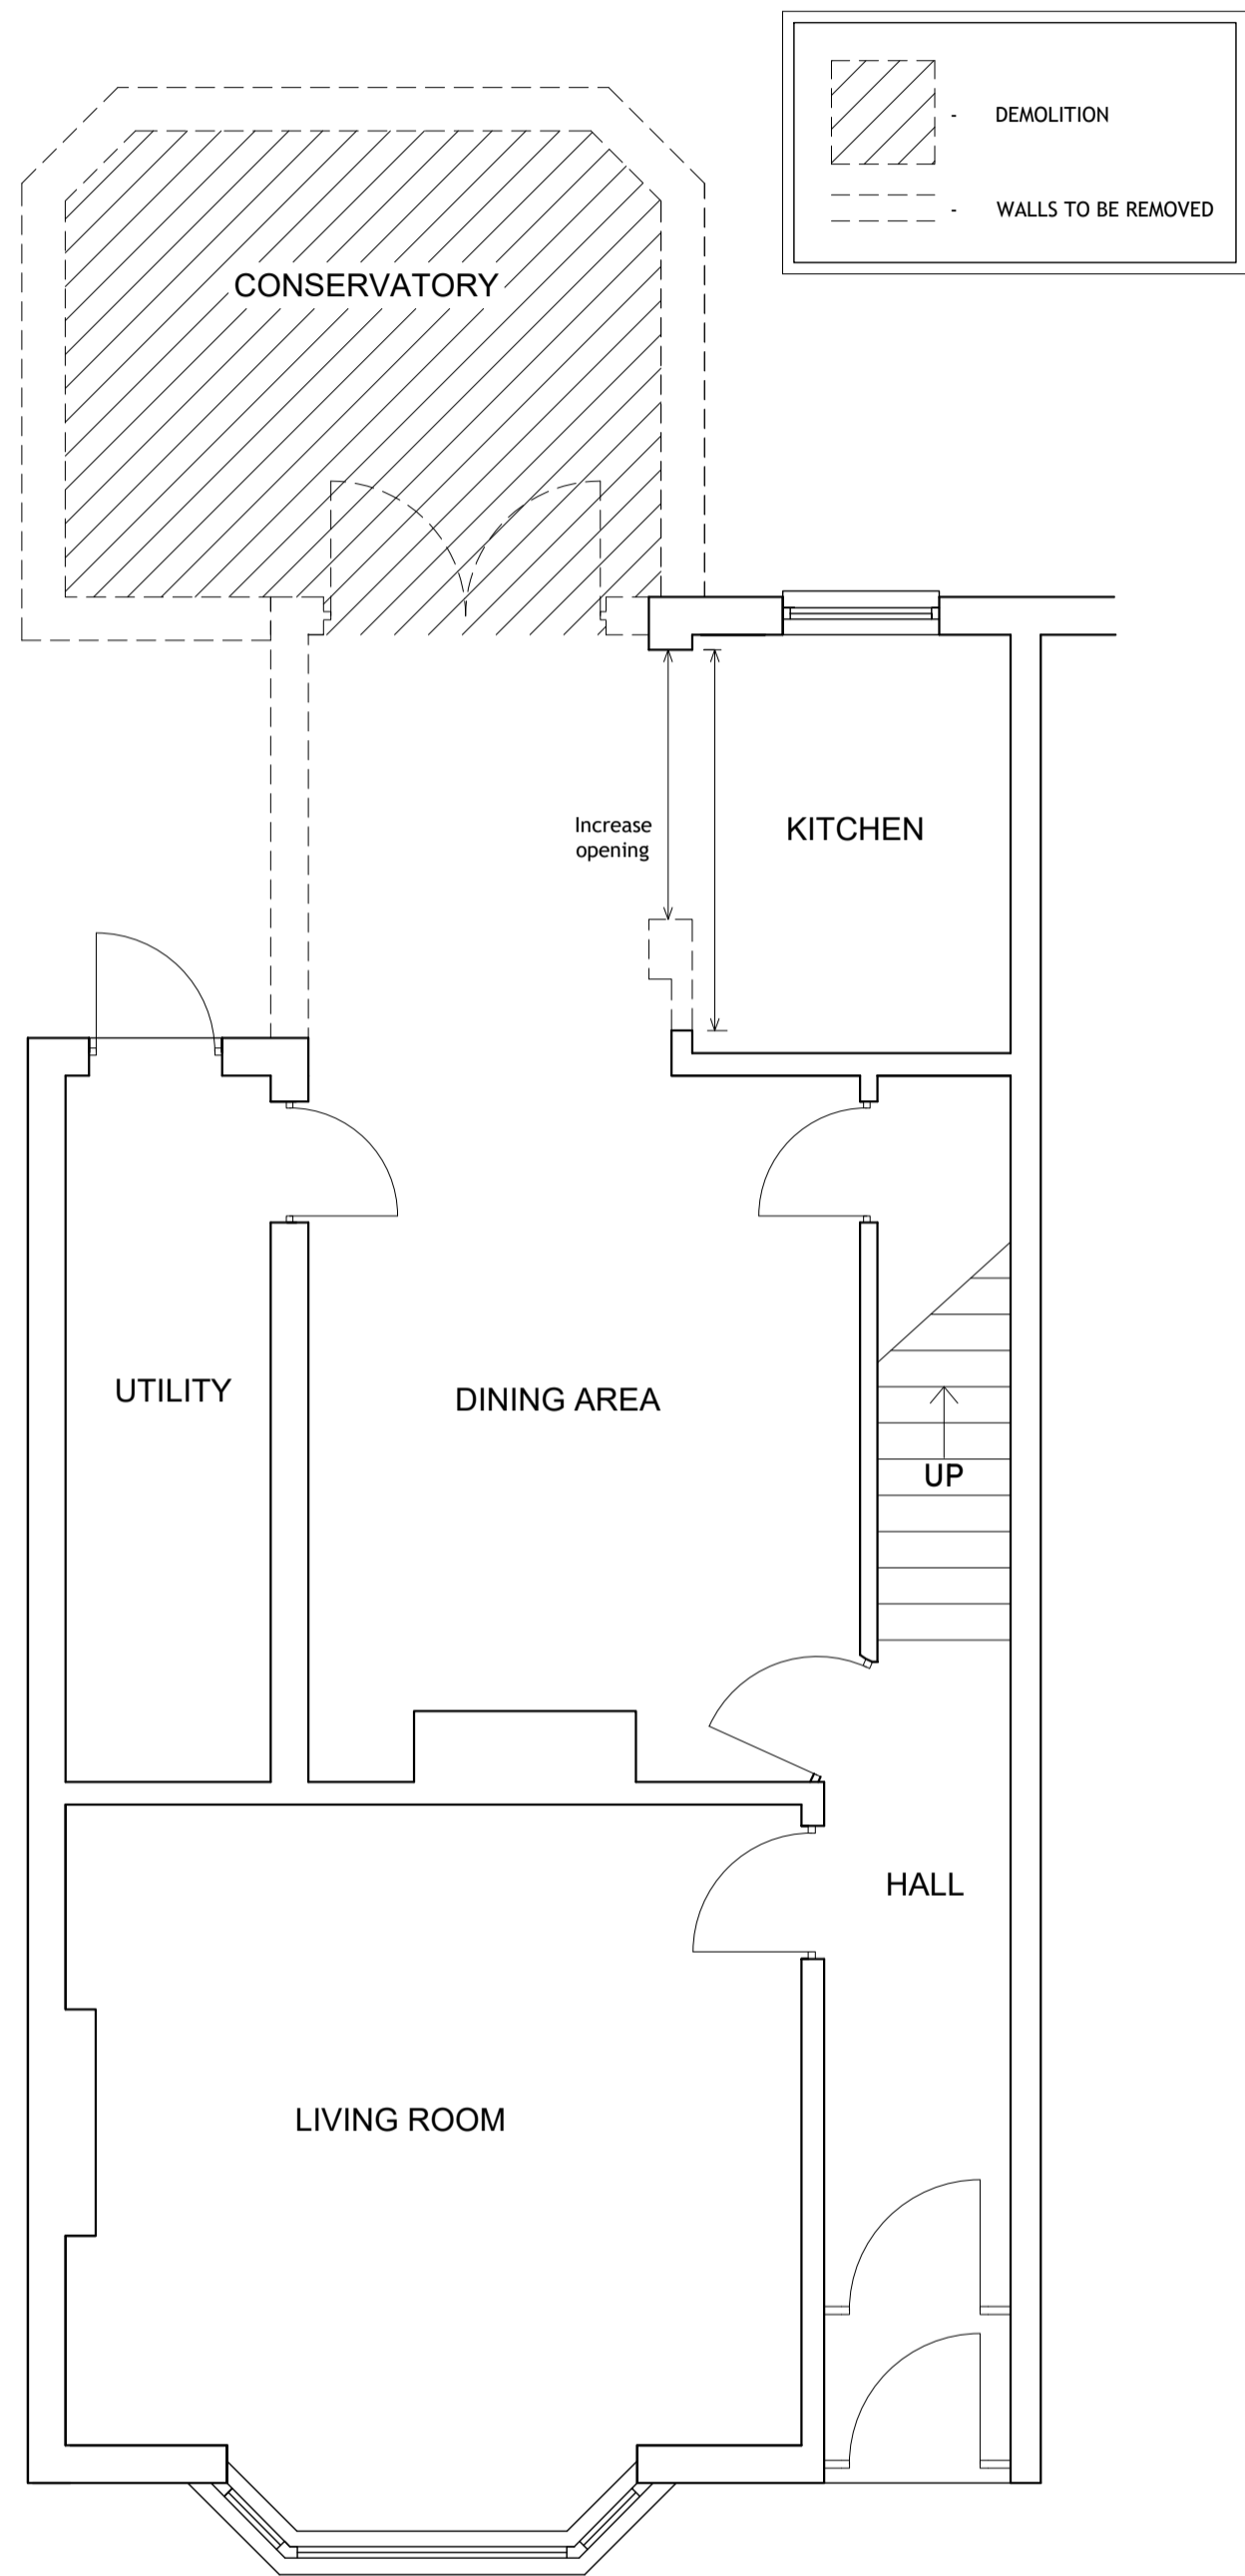 - DEMOLITION
- WALLS TO BE REMOVED
CONSERVATORY
Increase
opening
KITCHEN
UTILITY
DINING AREA
UP
HALL
LIVING ROOM